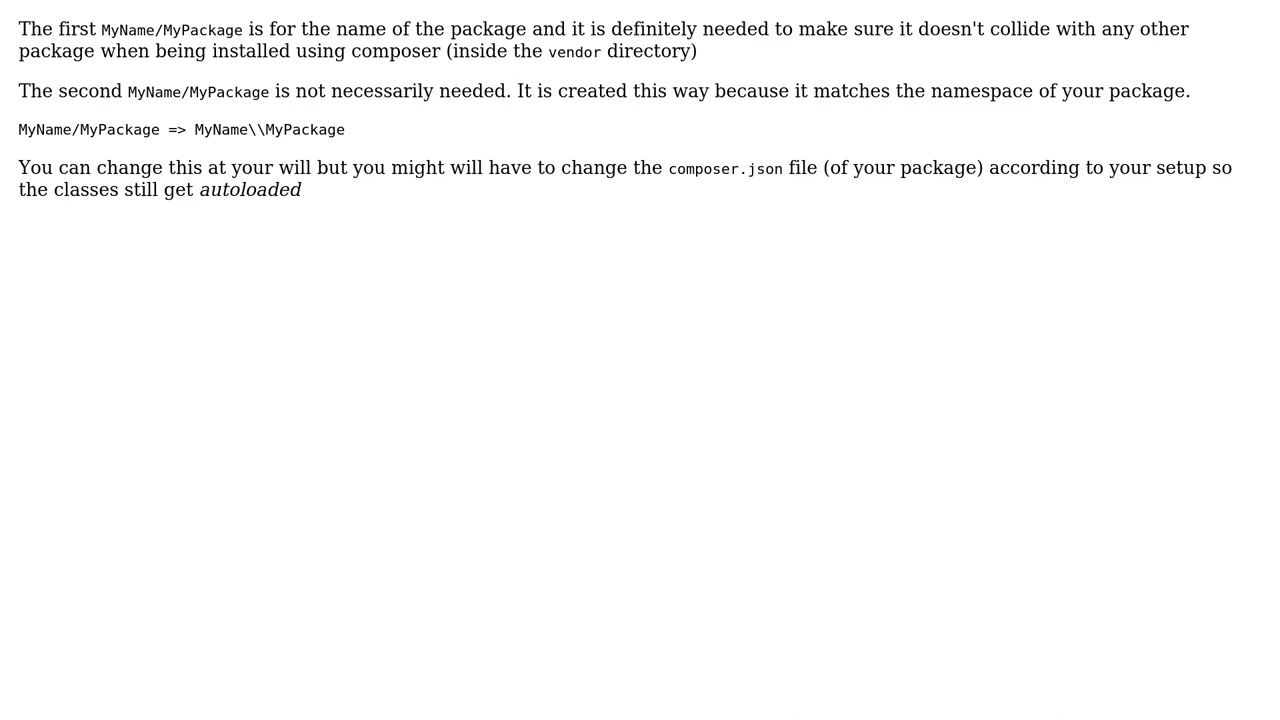 The first MyName/MyPackage is for the name of the package and it is definitely needed to make sure it doesn't collide with any other
package when being installed using composer (inside the vendor directory)
The second MyName/MyPackage is not necessarily needed. It is created this way because it matches the namespace of your package.
MyName/MyPackage => MyName\\MyPackage
You can change this at your will but you might will have to change the composer.json file (of your package) according to your setup so
the classes still get autoloaded